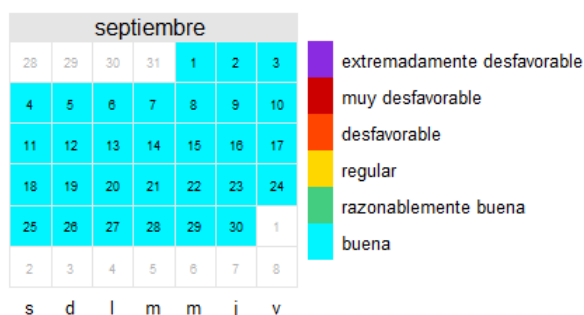 septiembre
28 29 30 31 1 2 3
4 5 6 7 8 9 10
11 12 13 14 15 16 17
18 19 20 21 22 23 24
25 26 27 28 29 30 1
2 3 4 5 6 7 8
s d l m m j v
extremadamente desfavorable
muy desfavorable
desfavorable
regular
razonablemente buena
buena